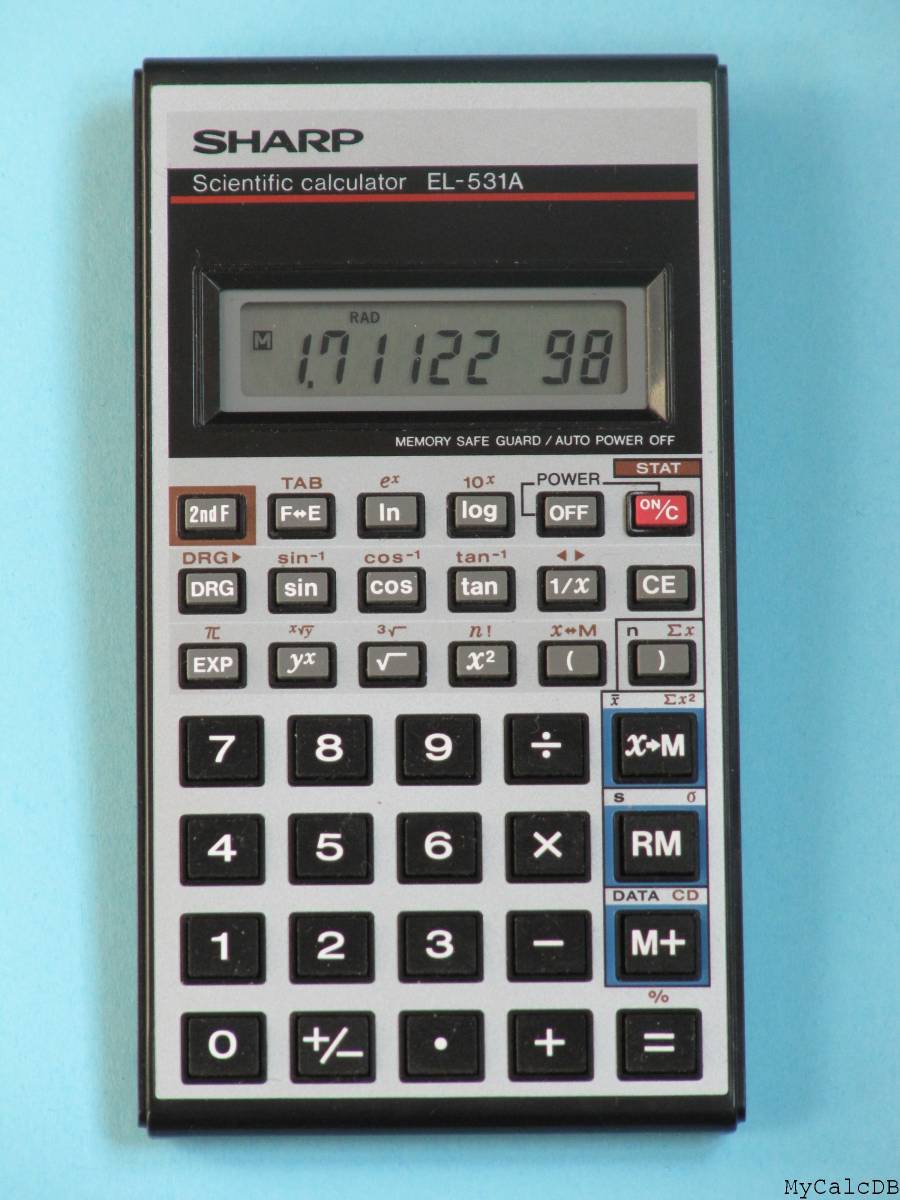 SHARP
Scientific calculator EL-531A
RAD
M 1.71122 98
MEMORY SAFE GUARD / AUTO POWER OFF
STAT
TAB eˣ 10ˣ POWER
2ndF F↔E ln log OFF ON/C
DRG▶ sin⁻¹ cos⁻¹ tan⁻¹ ◀ ▶
DRG sin cos tan 1/x CE
π ˣ√y ³√ n! x↔M n Σx
EXP yˣ √ x² ( )
x̄ Σx²
7 8 9 ÷ x→M
s σ
4 5 6 × RM
DATA CD
1 2 3 − M+
%
0 +/− • + =
MyCalcDB